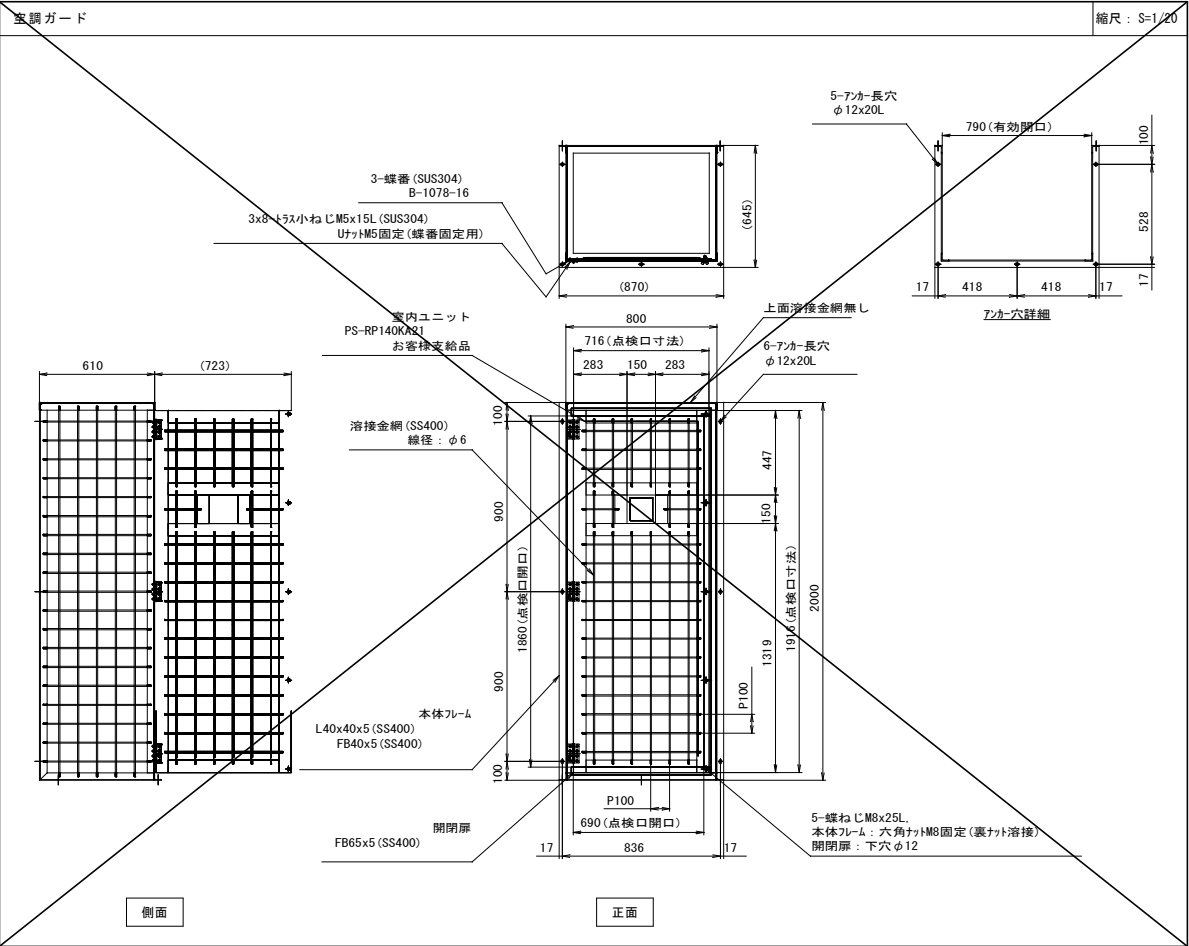 空調ガード
縮尺：S=1/20
5-アンカー長穴
φ12x20L
790(有効開口)
100
528
17
17
418
418
17
アンカー穴詳細
3-蝶番(SUS304)
B-1078-16
3x8-トラス小ねじM5x15L(SUS304)
UナットM5固定(蝶番固定用)
(645)
(870)
室内ユニット
PS-RP140KA21
お客様支給品
上面溶接金網無し
6-アンカー長穴
φ12x20L
800
716(点検口寸法)
283
150
283
610
(723)
溶接金網(SS400)
線径：φ6
100
900
900
100
1860(点検口開口)
447
150
1319
1916(点検口寸法)
2000
P100
本体フレーム
L40x40x5(SS400)
FB40x5(SS400)
P100
690(点検口開口)
17
836
17
開閉扉
FB65x5(SS400)
5-蝶ねじM8x25L,
本体フレーム：六角ナットM8固定(裏ナット溶接)
開閉扉：下穴φ12
側面
正面